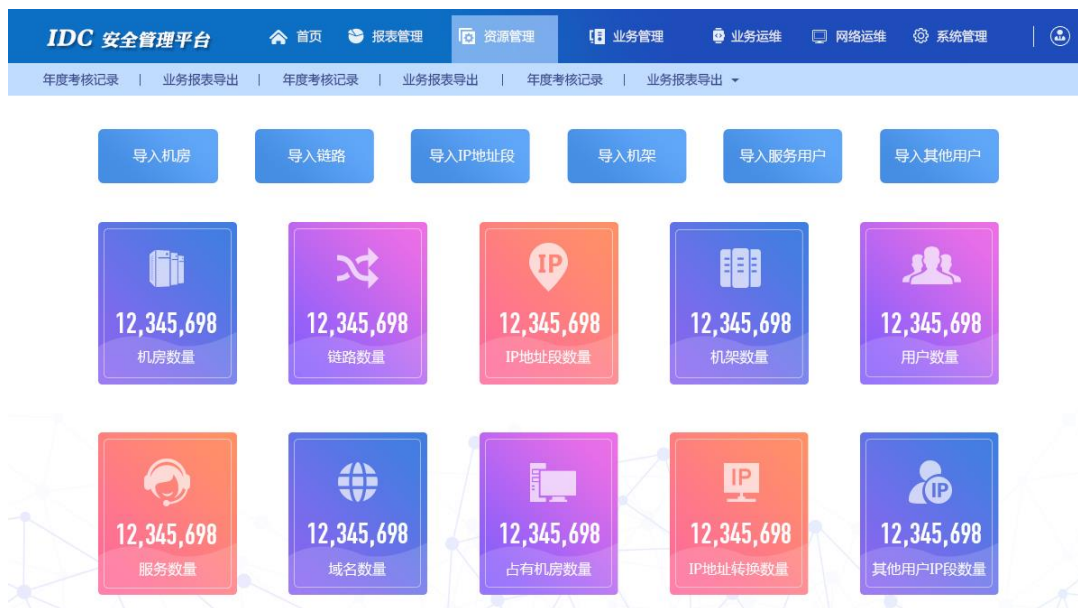 IDC 安全管理平台 首页 报表管理 资源管理 业务管理 业务运维 网络运维 系统管理
年度考核记录 | 业务报表导出 | 年度考核记录 | 业务报表导出 | 年度考核记录 | 业务报表导出
导入机房 导入链路 导入IP地址段 导入机架 导入服务用户 导入其他用户
IP
12,345,698 12,345,698 12,345,698 12,345,698 12,345,698
机房数量 链路数量 IP地址段数量 机架数量 用户数量
IP IP
12,345,698 12,345,698 12,345,698 12,345,698 12,345,698
服务数量 域名数量 占有机房数量 IP地址转换数量 其他用户IP段数量